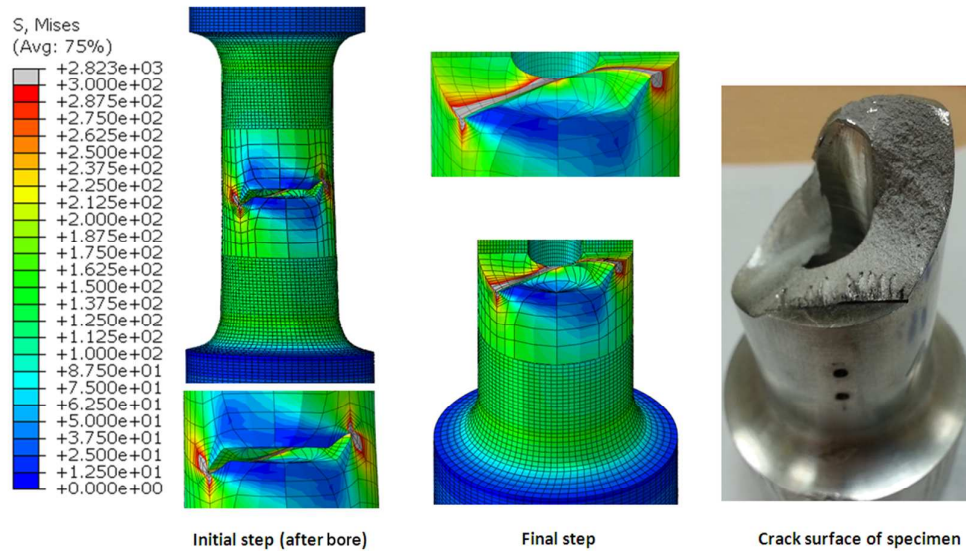 S, Mises
(Avg: 75%)
+2.823e+03
+3.000e+02
+2.875e+02
+2.750e+02
+2.625e+02
+2.500e+02
+2.375e+02
+2.250e+02
+2.125e+02
+2.000e+02
+1.875e+02
+1.750e+02
+1.625e+02
+1.500e+02
+1.375e+02
+1.250e+02
+1.125e+02
+1.000e+02
+8.750e+01
+7.500e+01
+6.250e+01
+5.000e+01
+3.750e+01
+2.500e+01
+1.250e+01
+0.000e+00
Initial step (after bore)
Final step
Crack surface of specimen